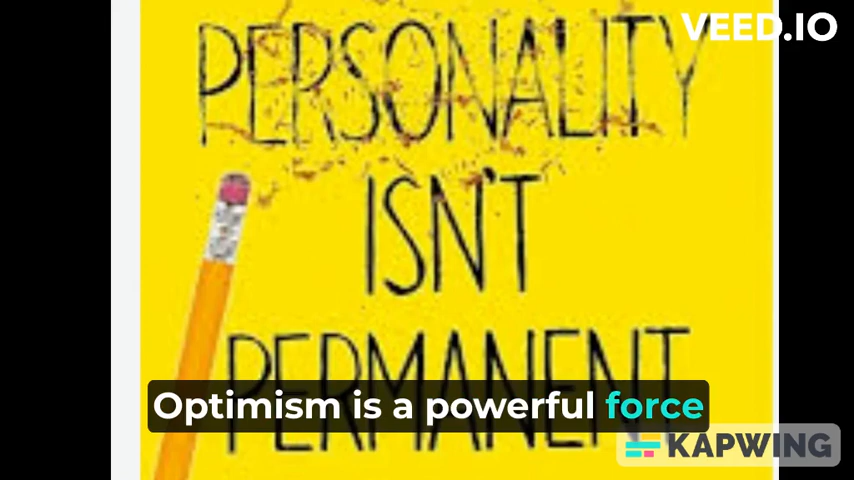 VEED.IO
PERSONALITY
ISN'T
PERMANENT
Optimism is a powerful force
KAPWING